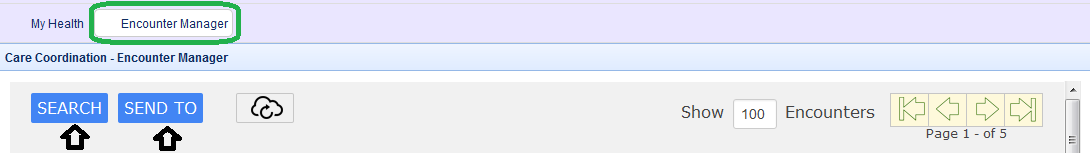 My Health Encounter Manager
Care Coordination - Encounter Manager
SEARCH SEND TO Show 100 Encounters
Page 1 - of 5